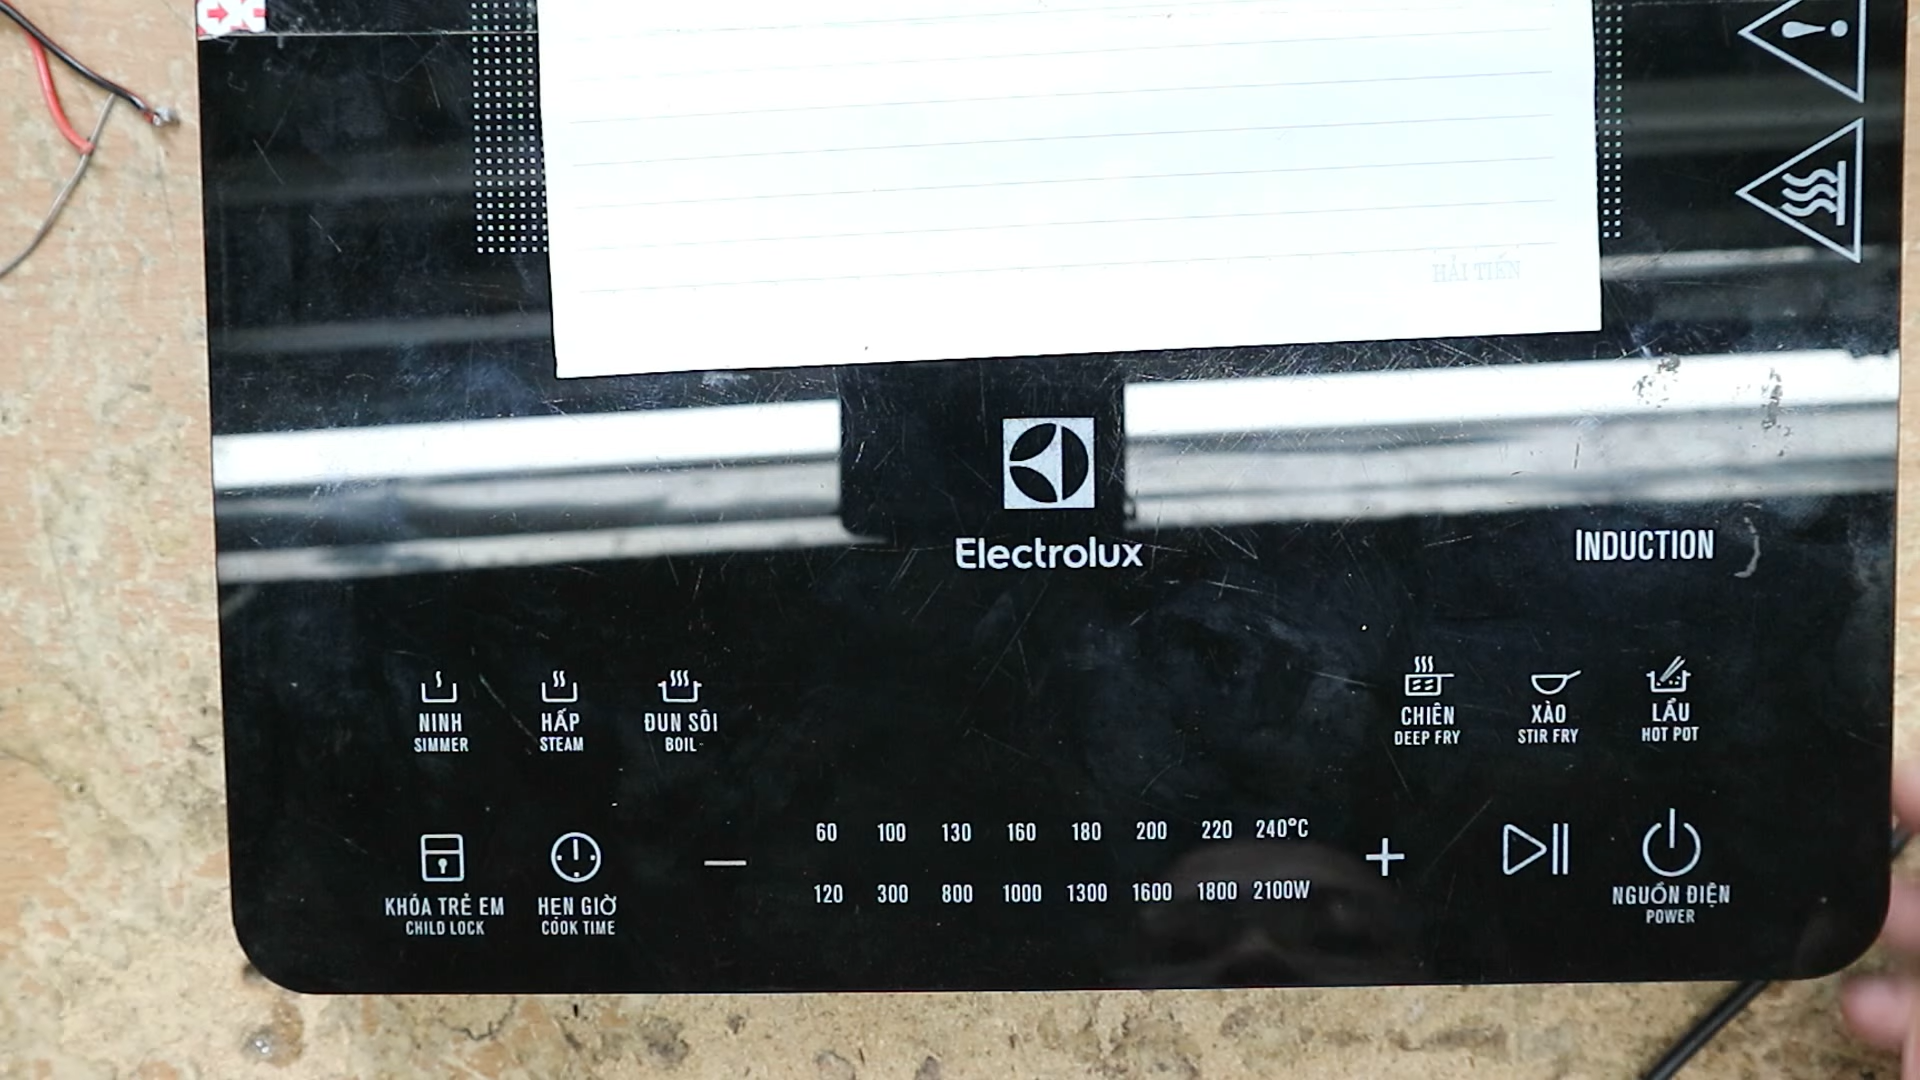 HẢI TIẾN
Electrolux
INDUCTION
NINH
SIMMER
HẤP
STEAM
ĐUN SÔI
BOIL
CHIÊN
DEEP FRY
XÀO
STIR FRY
LẨU
HOT POT
60 100 130 160 180 200 220 240°C
120 300 800 1000 1300 1600 1800 2100W
KHÓA TRẺ EM
CHILD LOCK
HẸN GIỜ
COOK TIME
NGUỒN ĐIỆN
POWER